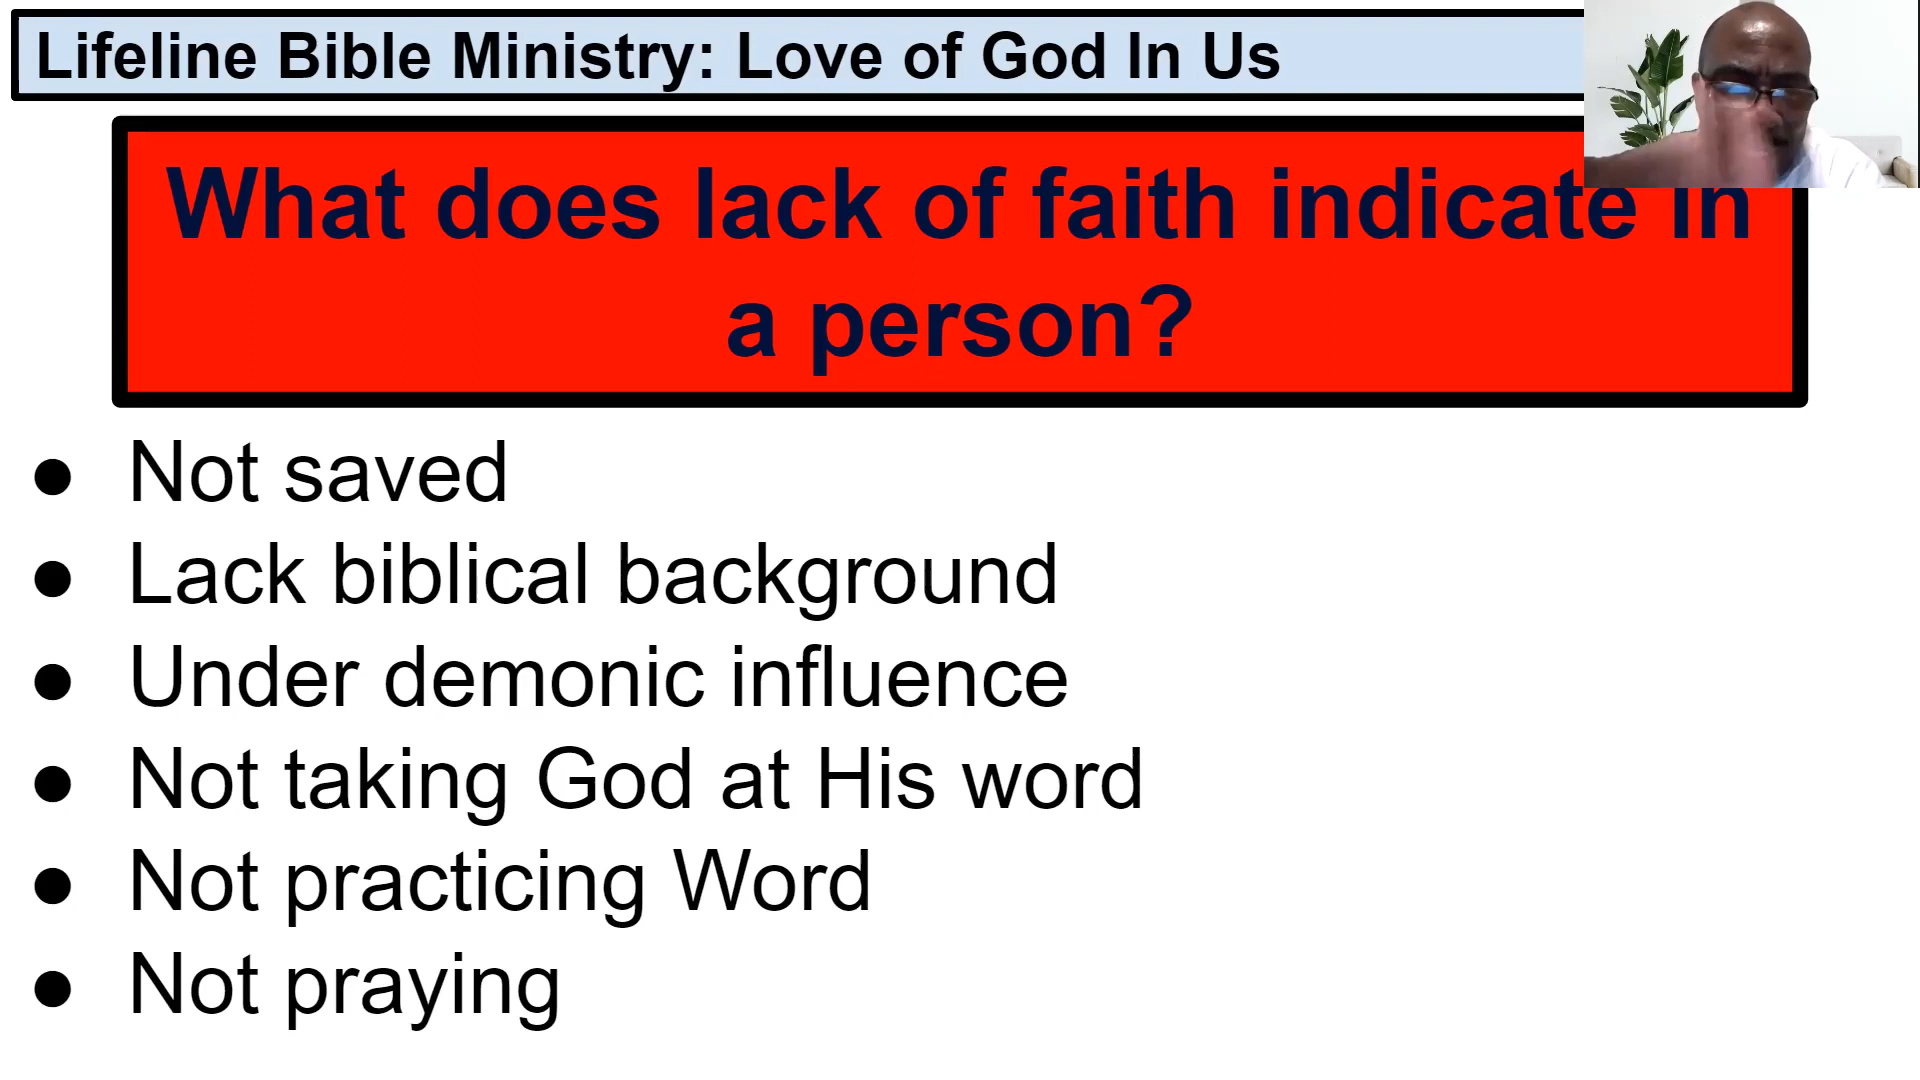 Lifeline Bible Ministry: Love of God In Us
What does lack of faith indicate in
a person?
● Not saved
● Lack biblical background
● Under demonic influence
● Not taking God at His word
● Not practicing Word
● Not praying